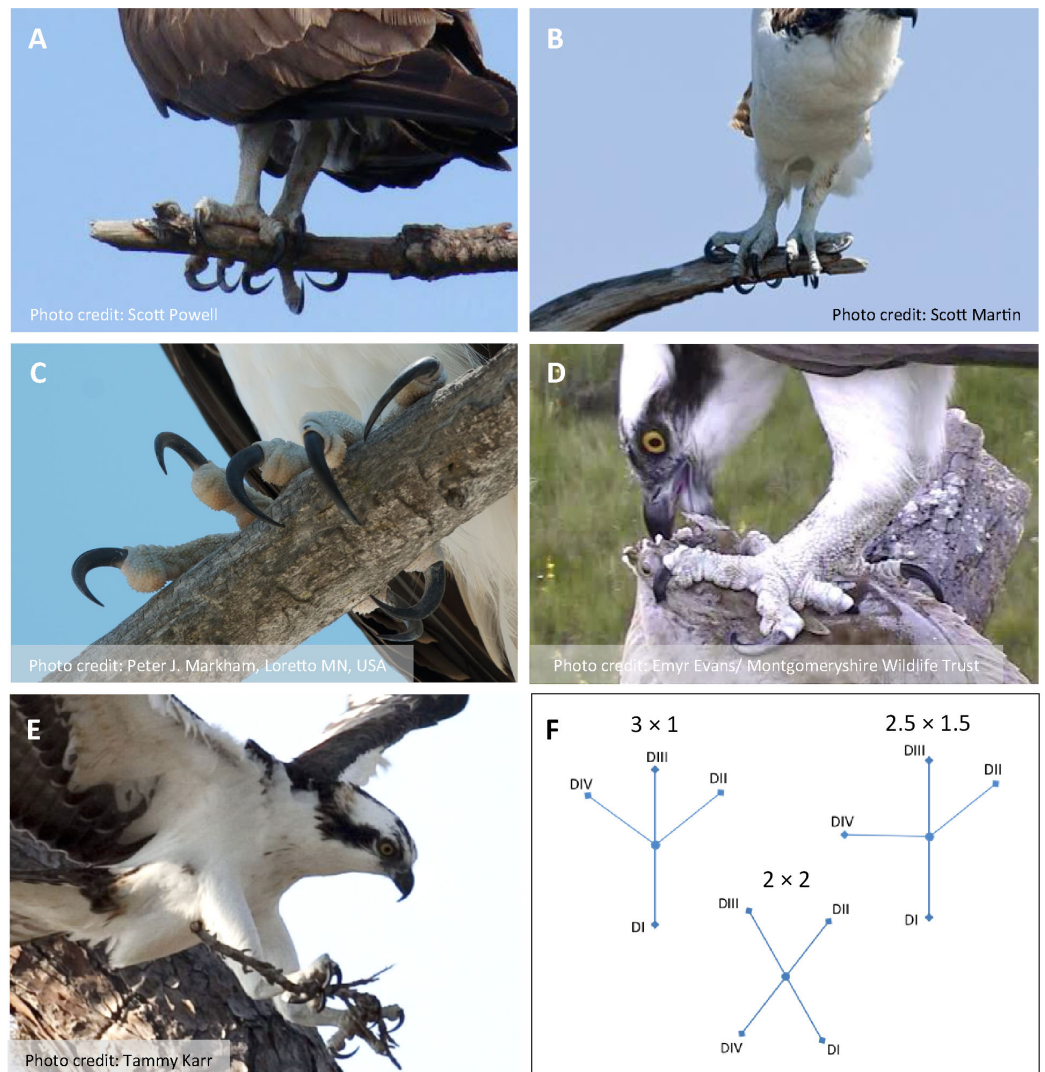 A
Photo credit: Scott Powell
B
Photo credit: Scott Martin
C
Photo credit: Peter J. Markham, Loretto MN, USA
D
Photo credit: Emyr Evans/ Montgomeryshire Wildlife Trust
E
Photo credit: Tammy Karr
F
3 × 1
DIII
DIV
DII
DI
2.5 × 1.5
DIII
DII
DIV
DI
2 × 2
DIII
DII
DIV
DI